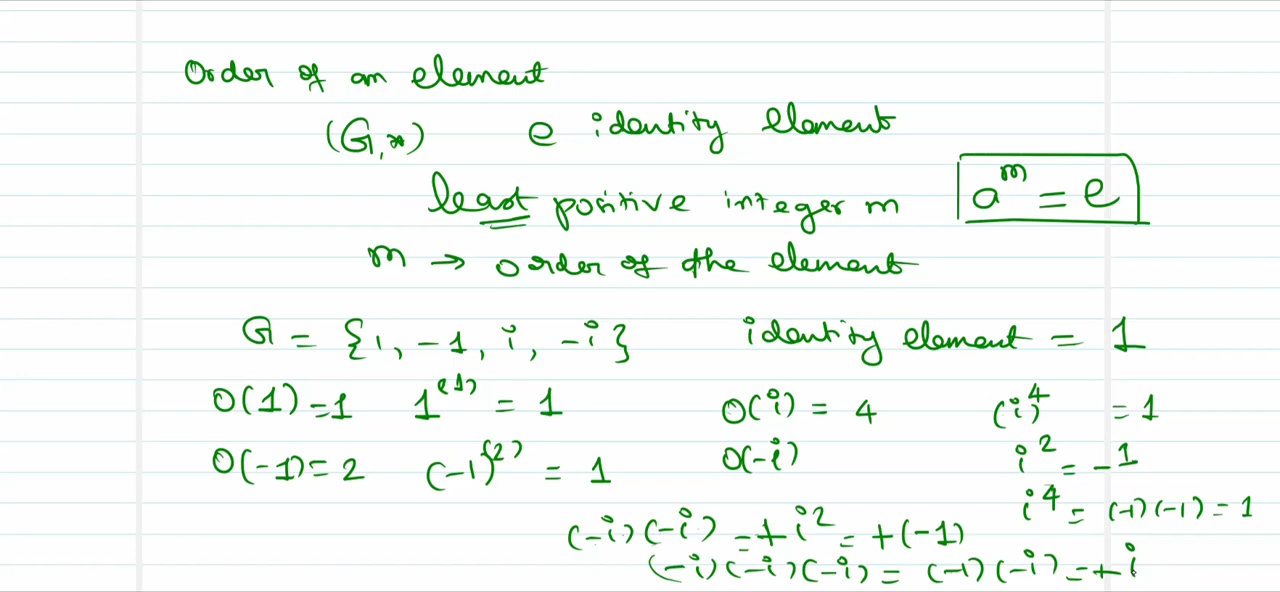 Order of an element
(G, *) e identity element
least positive integer m a^m = e
m → order of the element
G = {1, -1, i, -i} identity element = 1
O(1) = 1 1^(1) = 1 O(i) = 4 (i)^4 = 1
O(-1) = 2 (-1)^(2) = 1 O(-i) i^2 = -1
i^4 = (-1)(-1) = 1
(-i)(-i) = +i^2 = +(-1)
(-i)(-i)(-i) = (-1)(-i) = +i